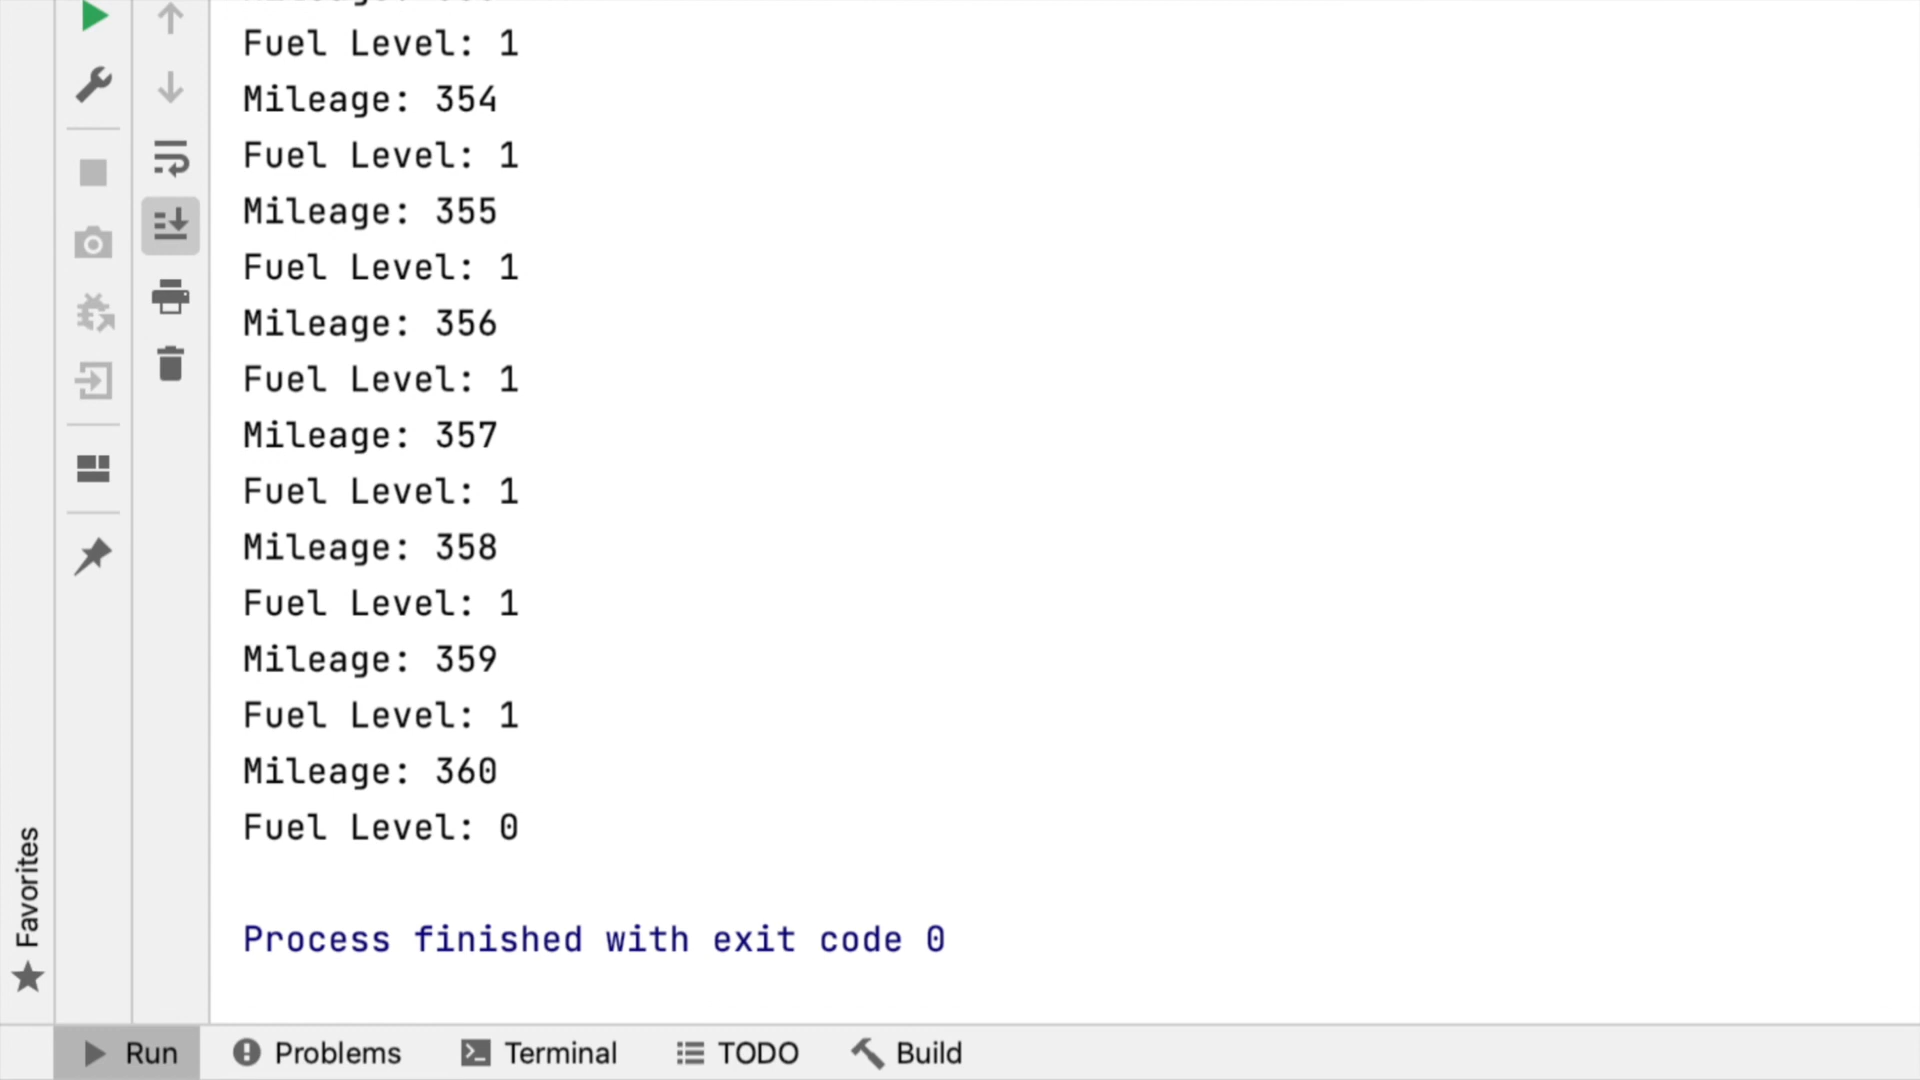 Fuel Level: 1
Mileage: 354
Fuel Level: 1
Mileage: 355
Fuel Level: 1
Mileage: 356
Fuel Level: 1
Mileage: 357
Fuel Level: 1
Mileage: 358
Fuel Level: 1
Mileage: 359
Fuel Level: 1
Mileage: 360
Fuel Level: 0
Process finished with exit code 0
Favorites
Run Problems Terminal TODO Build